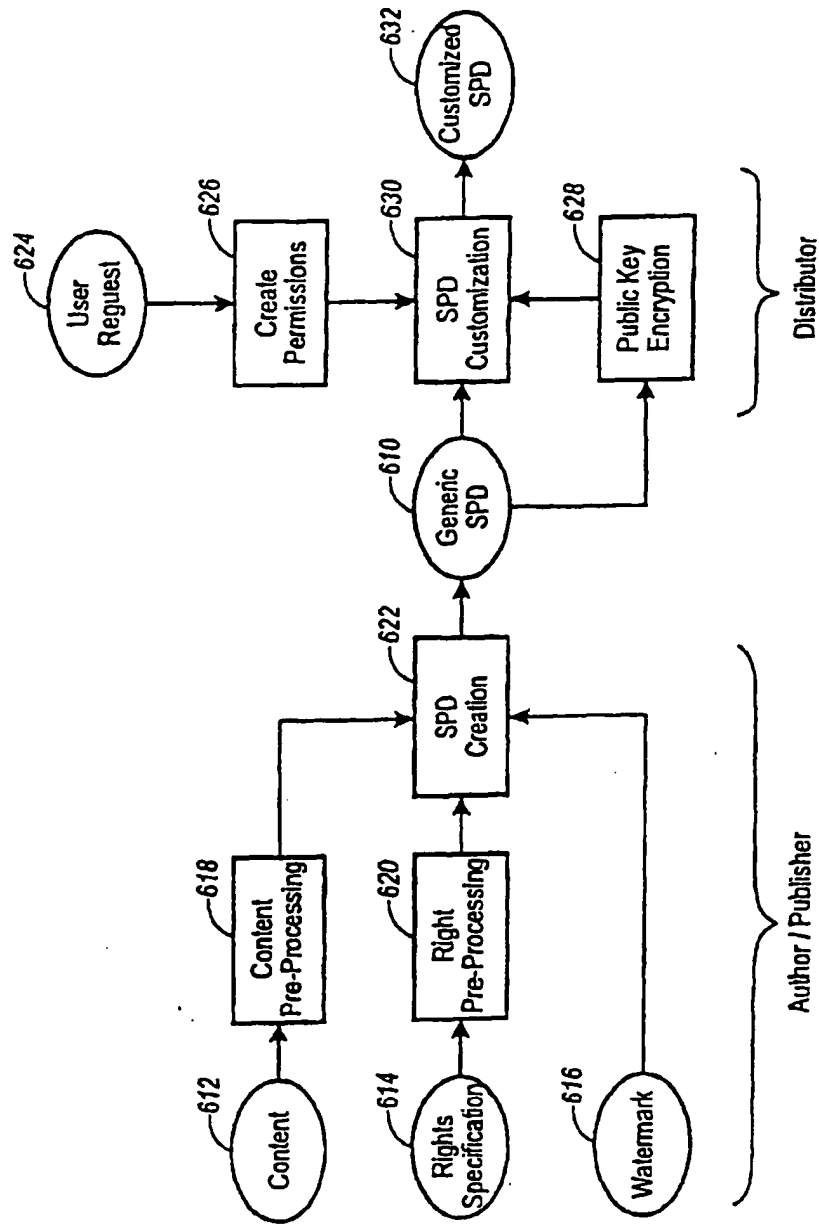 612
Content
618
Content
Pre-Processing
614
Rights
Specification
620
Right
Pre-Processing
616
Watermark
622
SPD
Creation
Author / Publisher
610
Generic
SPD
624
User
Reguest
626
Create
Permissions
630
SPD
Customization
628
Public Key
Encryption
Distributor
632
Customized
SPD